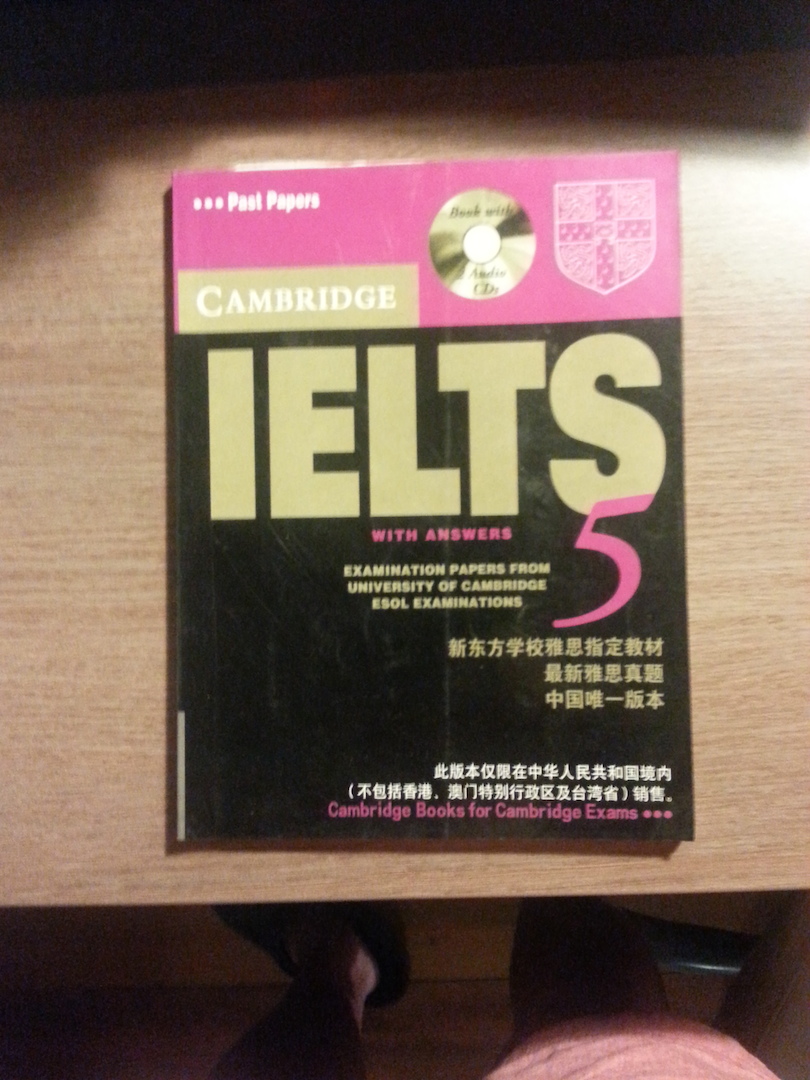 ●●● Past Papers
Book with
Audio
CDs
CAMBRIDGE
IELTS
5
WITH ANSWERS
EXAMINATION PAPERS FROM
UNIVERSITY OF CAMBRIDGE
ESOL EXAMINATIONS
新东方学校雅思指定教材
最新雅思真题
中国唯一版本
此版本仅限在中华人民共和国境内
（不包括香港、澳门特别行政区及台湾省）销售。
Cambridge Books for Cambridge Exams ●●●